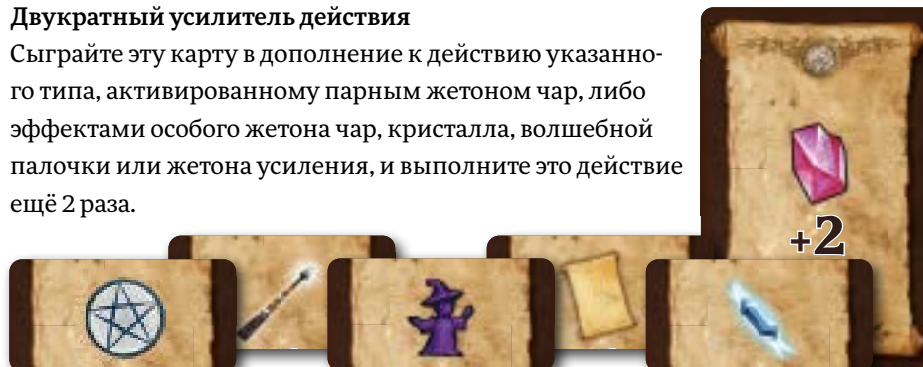 Двукратный усилитель действия
Сыграйте эту карту в дополнение к действию указанно-
го типа, активированному парным жетоном чар, либо
эффектами особого жетона чар, кристалла, волшебной
палочки или жетона усиления, и выполните это действие
ещё 2 раза.
+2